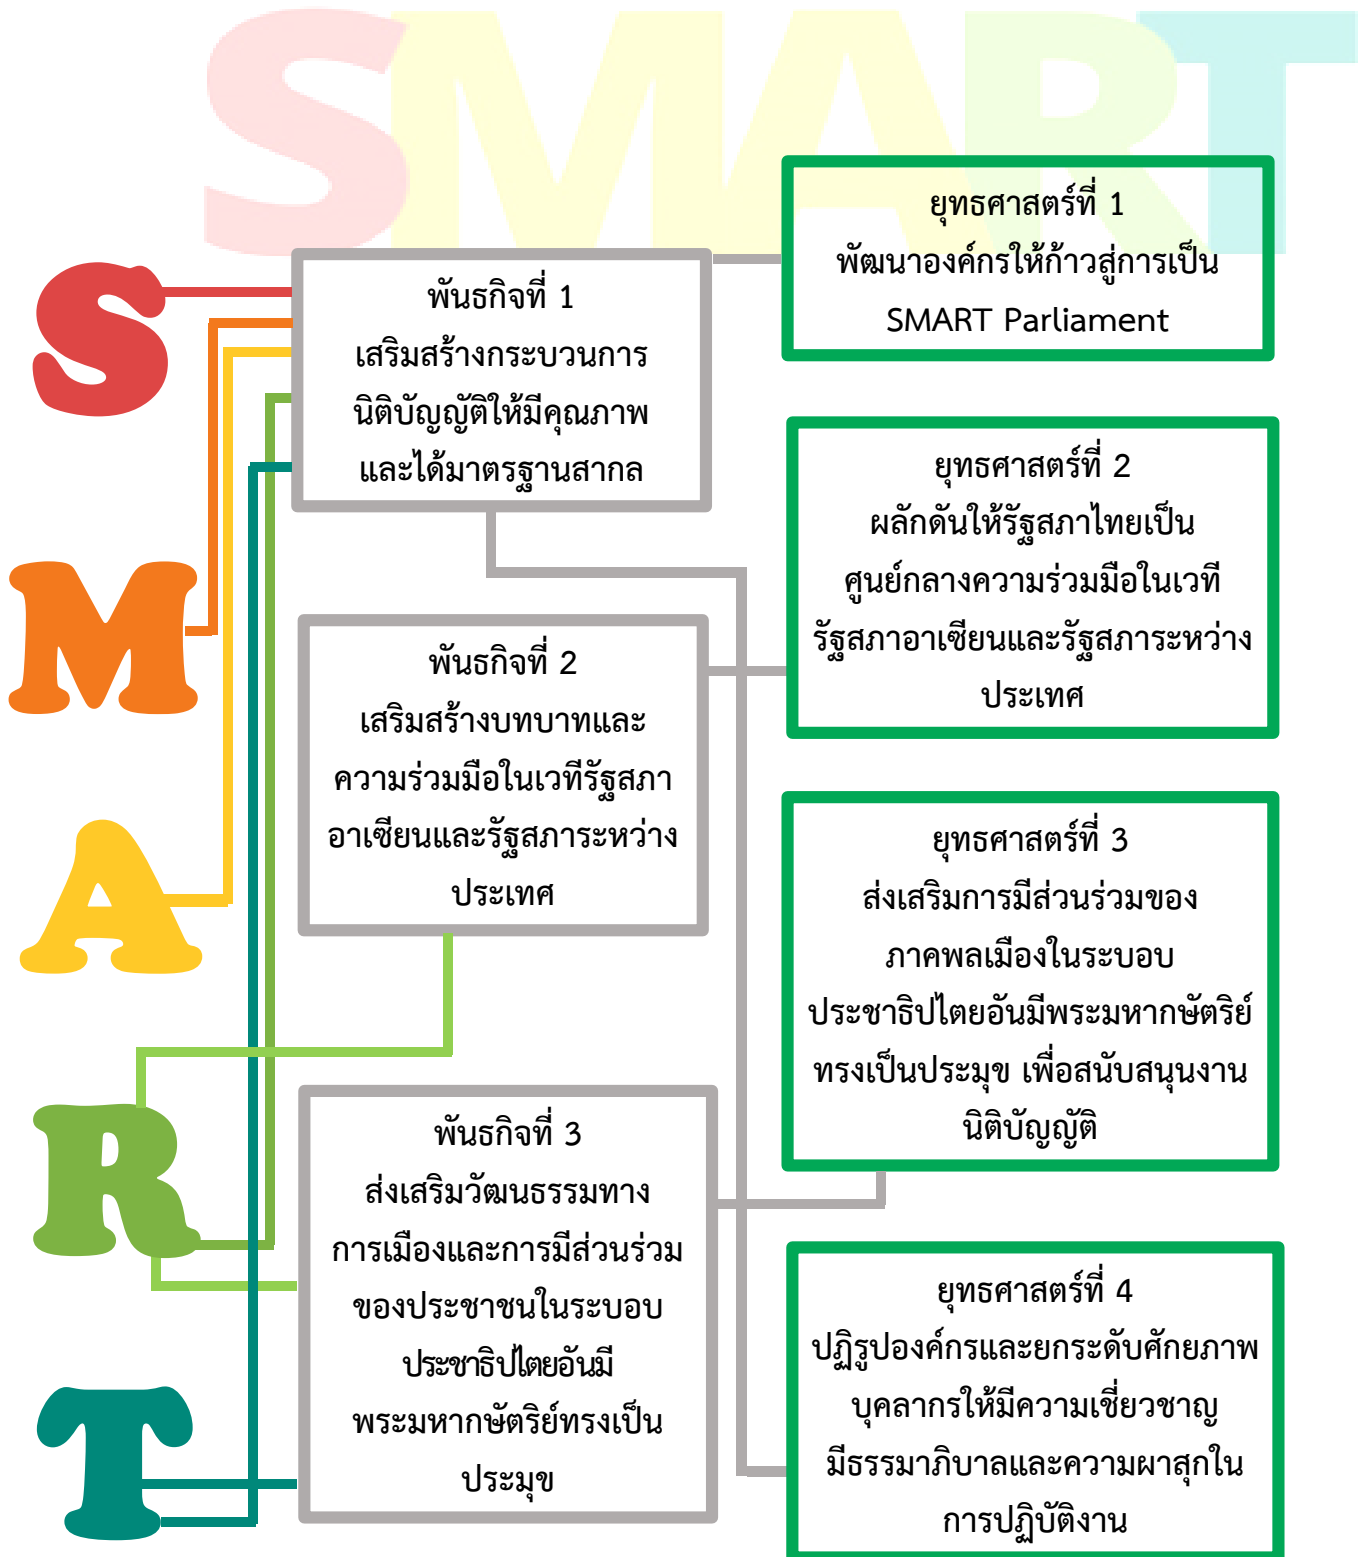 SMART
S
M
A
R
T
พันธกิจที่ 1
เสริมสร้างกระบวนการ
นิติบัญญัติให้มีคุณภาพ
และได้มาตรฐานสากล
พันธกิจที่ 2
เสริมสร้างบทบาทและ
ความร่วมมือในเวทีรัฐสภา
อาเซียนและรัฐสภาระหว่าง
ประเทศ
พันธกิจที่ 3
ส่งเสริมวัฒนธรรมทาง
การเมืองและการมีส่วนร่วม
ของประชาชนในระบอบ
ประชาธิปไตยอันมี
พระมหากษัตริย์ทรงเป็น
ประมุข
ยุทธศาสตร์ที่ 1
พัฒนาองค์กรให้ก้าวสู่การเป็น
SMART Parliament
ยุทธศาสตร์ที่ 2
ผลักดันให้รัฐสภาไทยเป็น
ศูนย์กลางความร่วมมือในเวที
รัฐสภาอาเซียนและรัฐสภาระหว่าง
ประเทศ
ยุทธศาสตร์ที่ 3
ส่งเสริมการมีส่วนร่วมของ
ภาคพลเมืองในระบอบ
ประชาธิปไตยอันมีพระมหากษัตริย์
ทรงเป็นประมุข เพื่อสนับสนุนงาน
นิติบัญญัติ
ยุทธศาสตร์ที่ 4
ปฏิรูปองค์กรและยกระดับศักยภาพ
บุคลากรให้มีความเชี่ยวชาญ
มีธรรมาภิบาลและความผาสุกใน
การปฏิบัติงาน